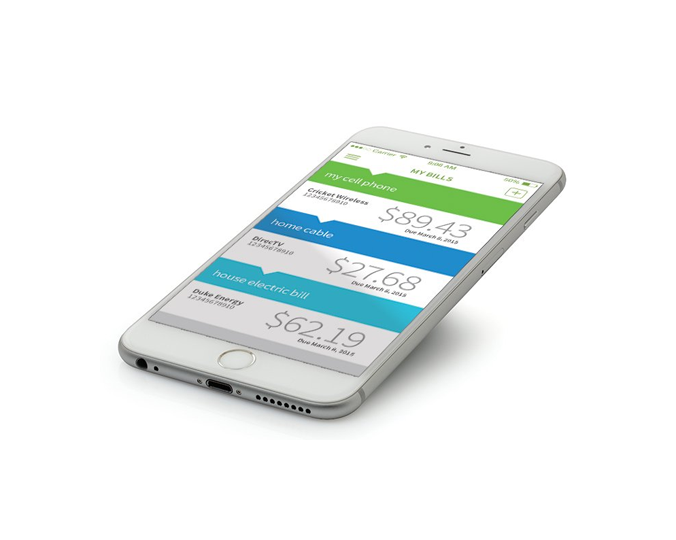 Carrier 9:06 AM 50%
MY BILLS
my cell phone
Cricket Wireless
12345678910
$89.43
Due March 6, 2015
home cable
DirecTV
12345678910
$27.68
Due March 6, 2015
house electric bill
Duke Energy
12345678910
$62.19
Due March 6, 2015